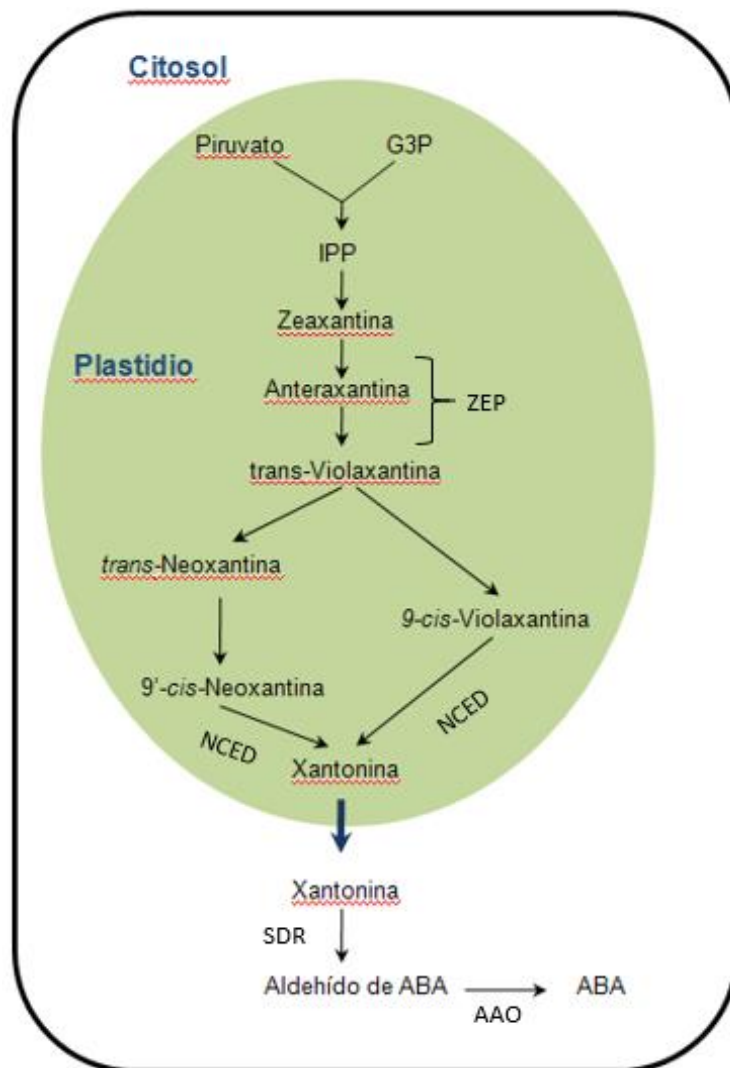 Citosol
Piruvato G3P
IPP
Zeaxantina
Plastidio
Anteraxantina
ZEP
trans-Violaxantina
trans-Neoxantina
9-cis-Violaxantina
9'-cis-Neoxantina
NCED
NCED
Xantonina
Xantonina
SDR
Aldehído de ABA ABA
AAO